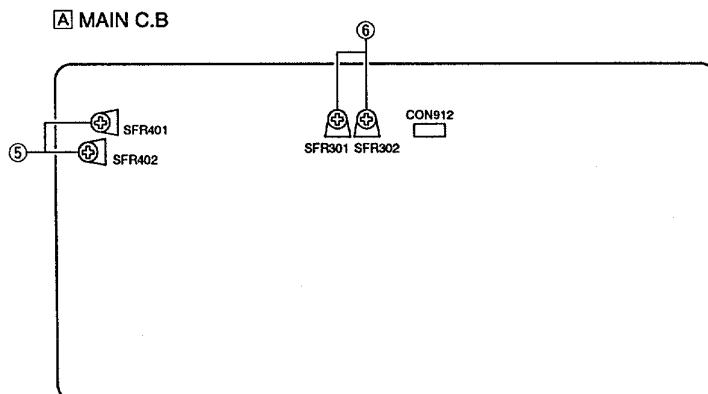 A MAIN C.B
⑥
SFR401
CON912
⑤
SFR402
SFR301 SFR302